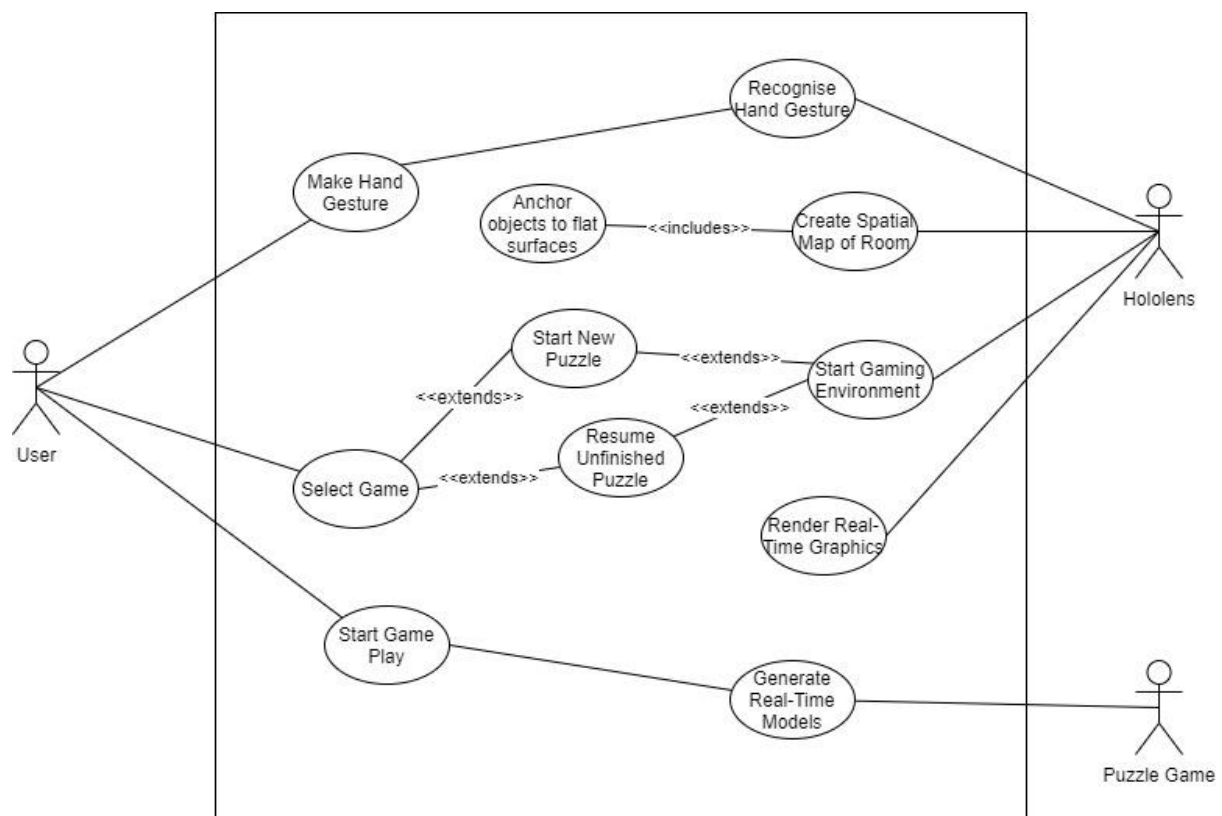 Recognise
Hand Gesture
Make Hand
Gesture
Anchor
objects to flat
surfaces
<<includes>>
Create Spatial
Map of Room
Hololens
Start New
Puzzle
<<extends>>
Start Gaming
Environment
<<extends>>
<<extends>>
User
Resume
Unfinished
Puzzle
Select Game
<<extends>>
Render Real-
Time Graphics
Start Game
Play
Generate
Real-Time
Models
Puzzle Game